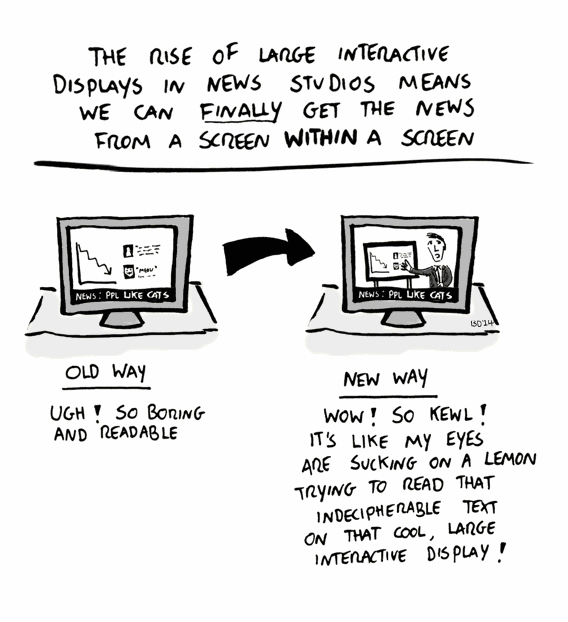 THE RISE OF LARGE INTERACTIVE
DISPLAYS IN NEWS STUDIOS MEANS
WE CAN FINALLY GET THE NEWS
FROM A SCREEN WITHIN A SCREEN
"MEOW"
NEWS: PPL LIKE CATS
NEWS: PPL LIKE CATS
LSD'14
OLD WAY
UGH! SO BORING
AND READABLE
NEW WAY
WOW! SO KEWL!
IT'S LIKE MY EYES
ARE SUCKING ON A LEMON
TRYING TO READ THAT
INDECIPHERABLE TEXT
ON THAT COOL, LARGE
INTERACTIVE DISPLAY!